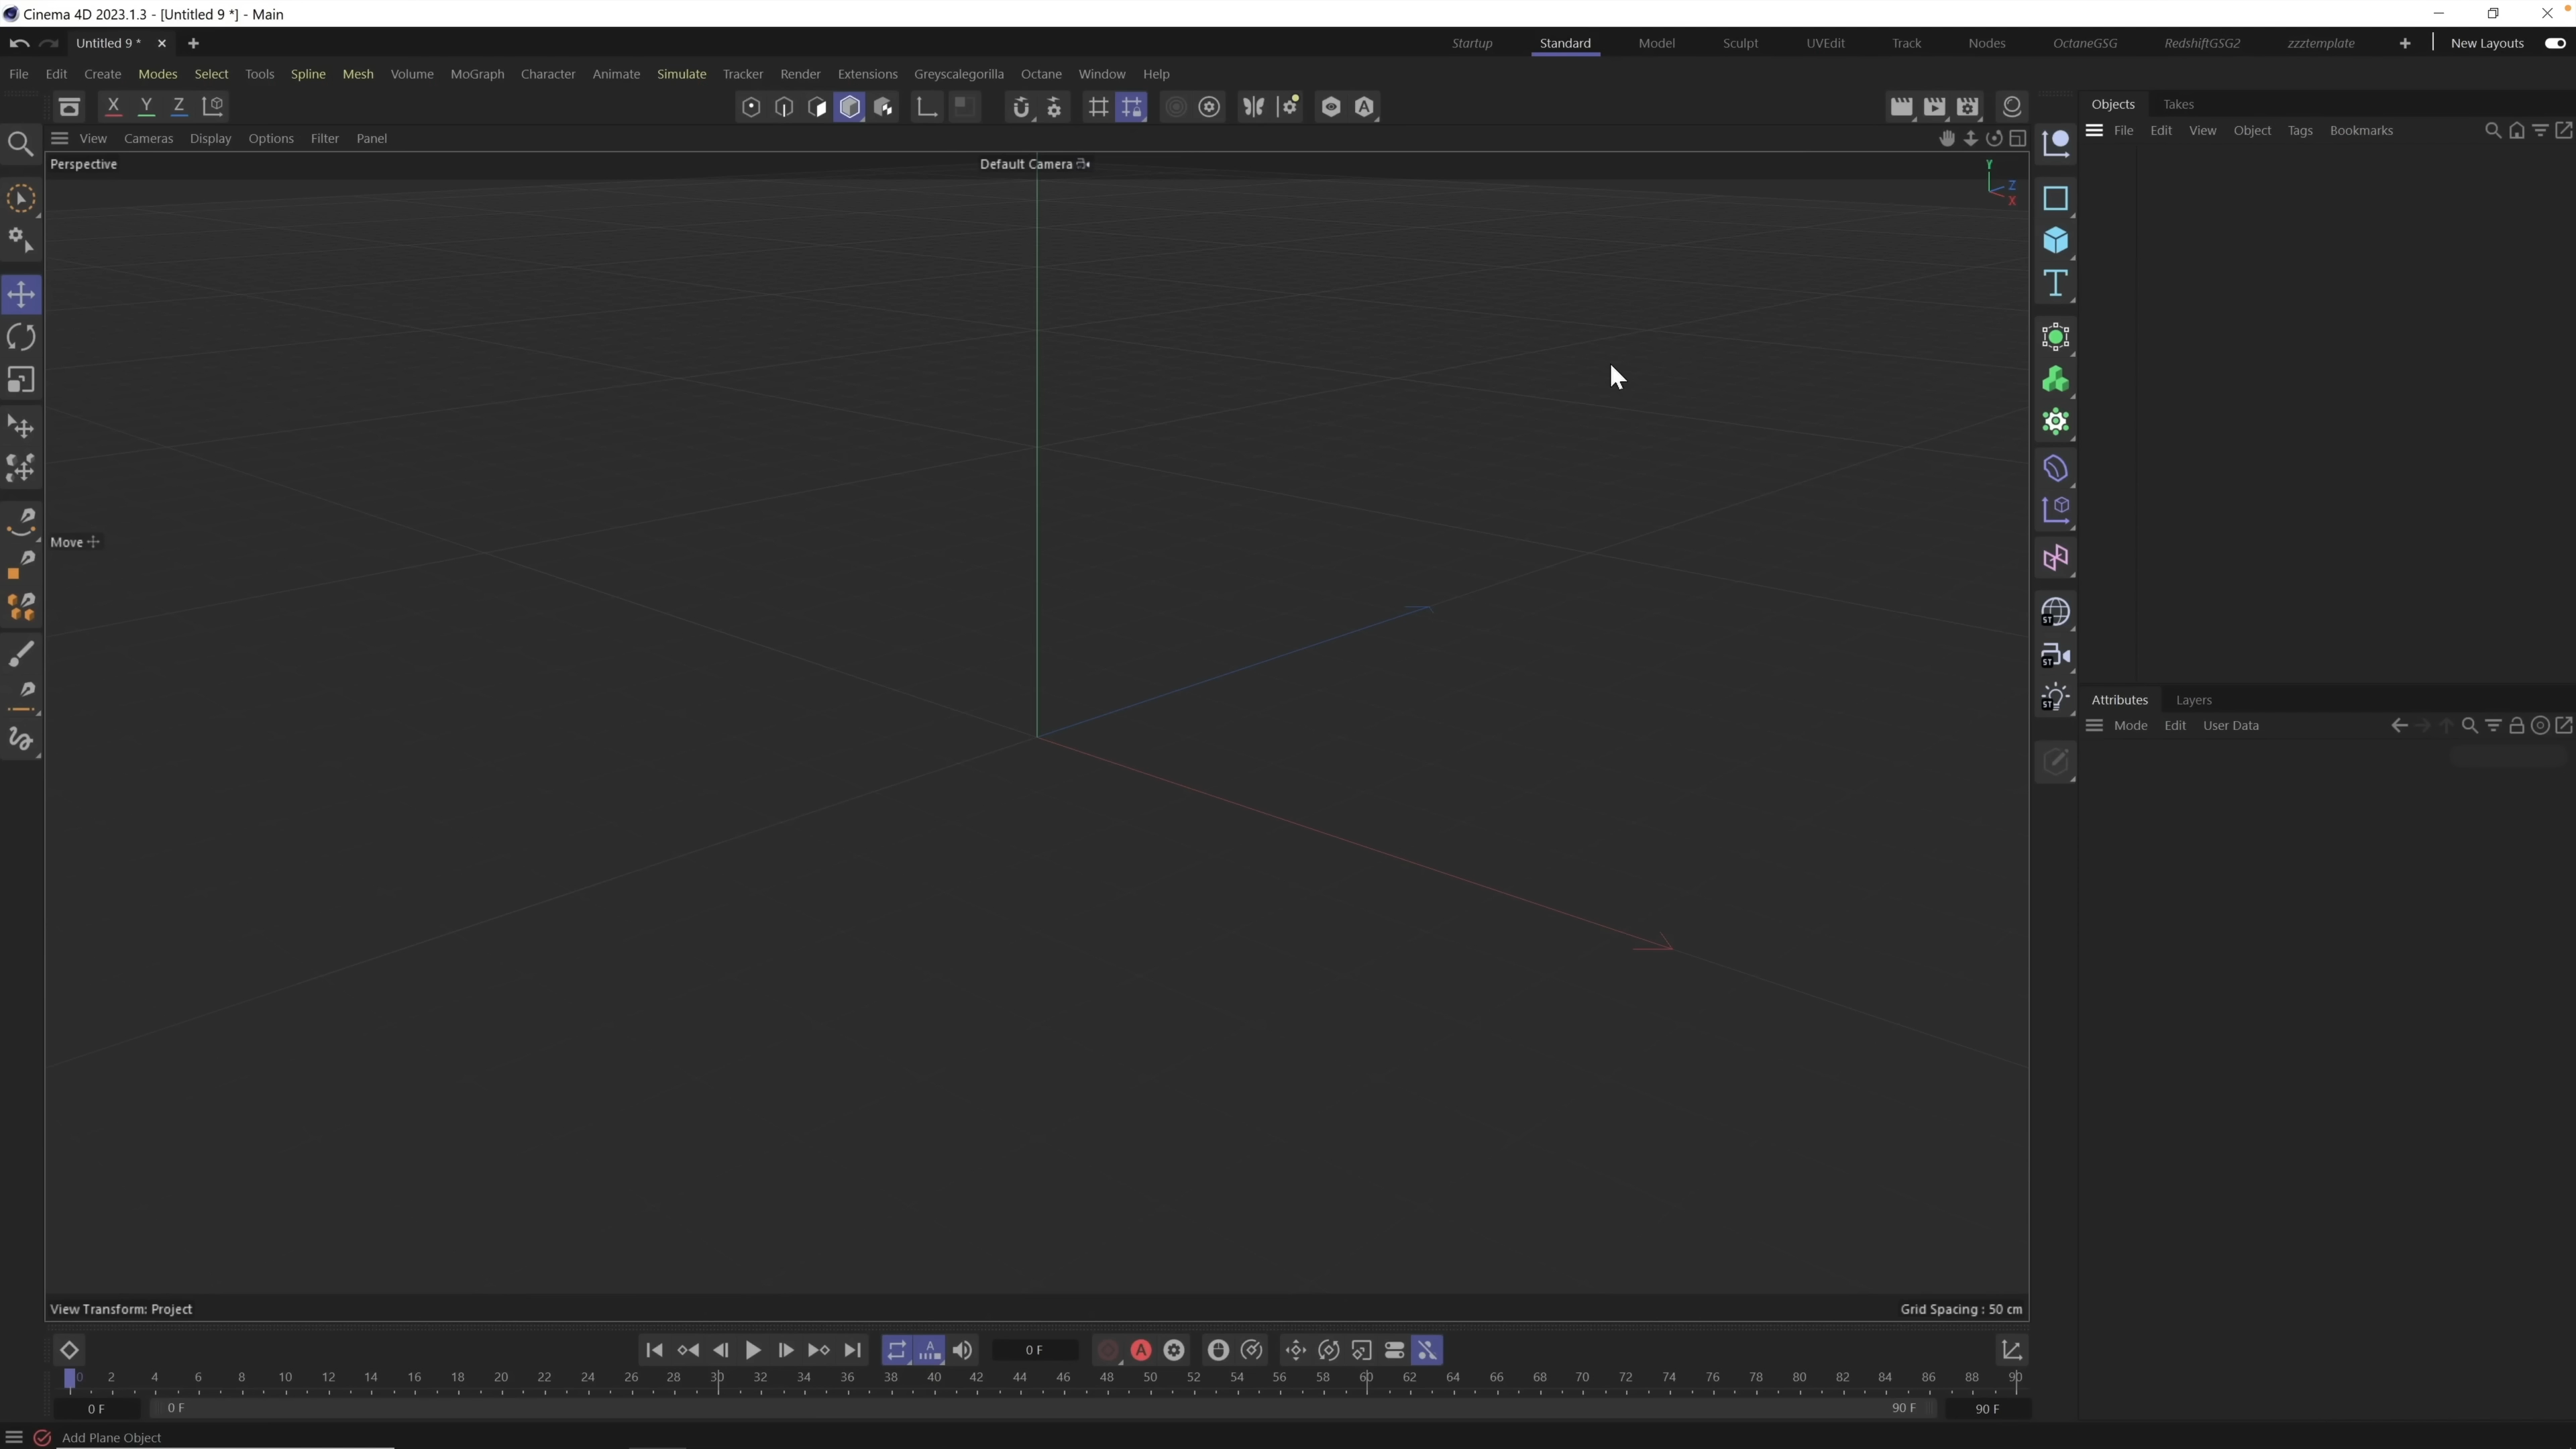 Cinema 4D 2023.1.3 - [Untitled 9 *] - Main
Untitled 9 *
Startup Standard Model Sculpt UVEdit Track Nodes OctaneGSG RedshiftGSG2 zzztemplate New Layouts
File Edit Create Modes Select Tools Spline Mesh Volume MoGraph Character Animate Simulate Tracker Render Extensions Greyscalegorilla Octane Window Help
X Y Z
Objects Takes
View Cameras Display Options Filter Panel
File Edit View Object Tags Bookmarks
Perspective
Default Camera
Y
Z
X
Move
ST
ST
ST
Attributes Layers
Mode Edit User Data
View Transform: Project
Grid Spacing : 50 cm
0 F
0 2 4 6 8 10 12 14 16 18 20 22 24 26 28 30 32 34 36 38 40 42 44 46 48 50 52 54 56 58 60 62 64 66 68 70 72 74 76 78 80 82 84 86 88 90
0 F 0 F 90 F 90 F
Add Plane Object